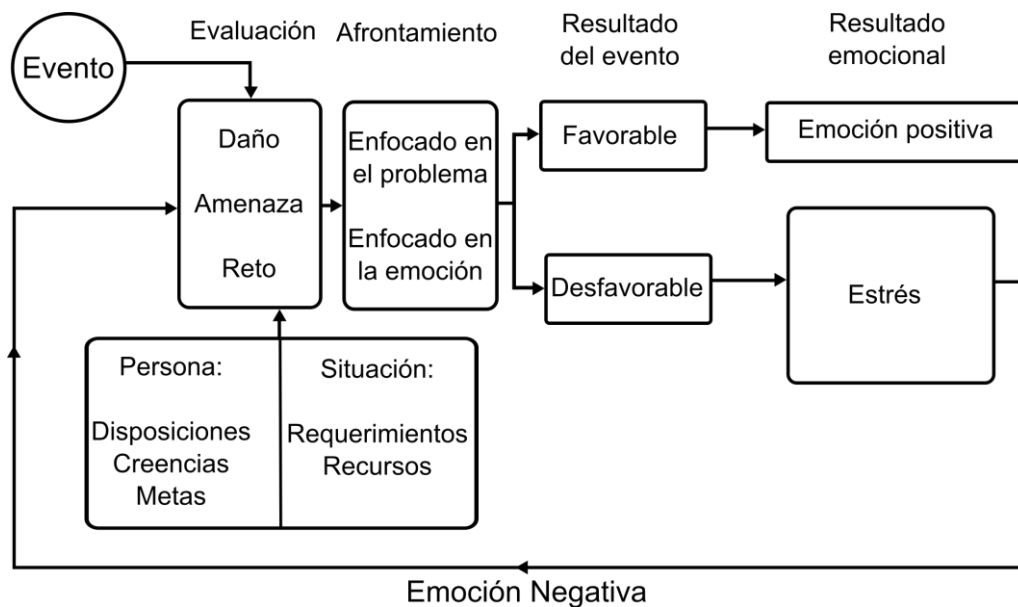 Evento
Evaluación
Afrontamiento
Resultado
del evento
Resultado
emocional
Daño
Amenaza
Reto
Enfocado en
el problema
Enfocado en
la emoción
Favorable
Emoción positiva
Desfavorable
Estrés
Persona:
Disposiciones
Creencias
Metas
Situación:
Requerimientos
Recursos
Emoción Negativa